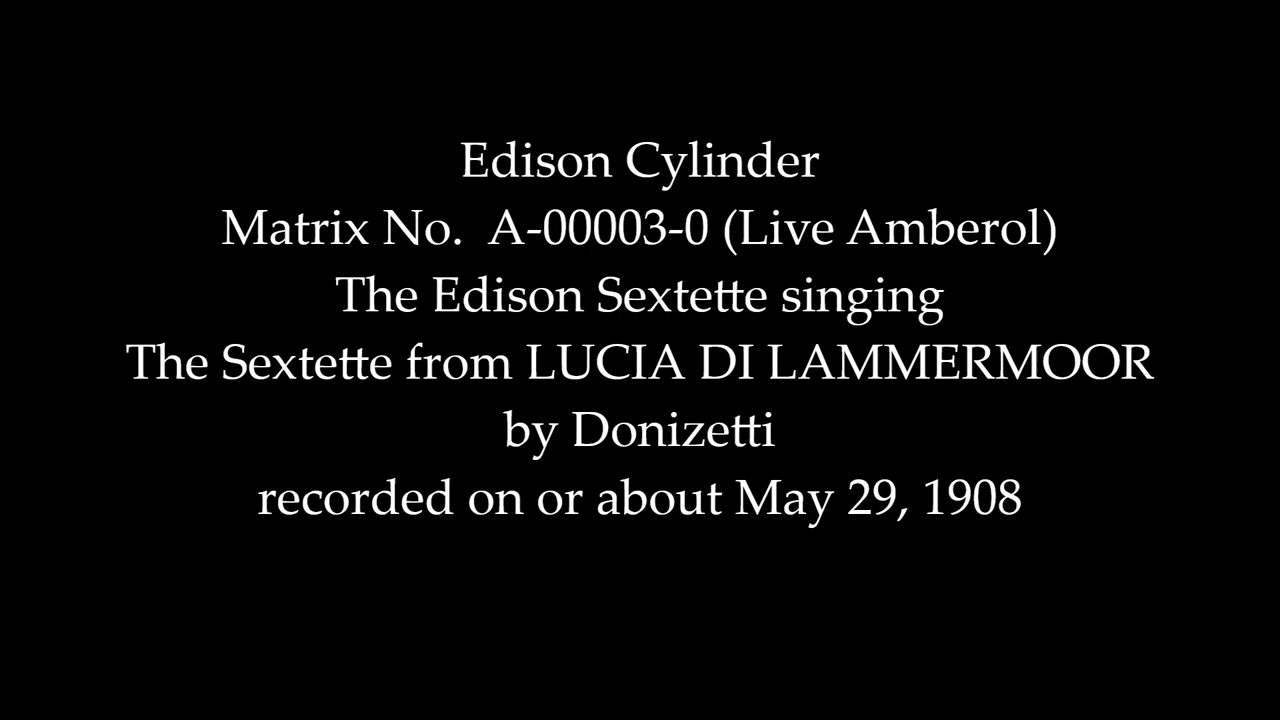 Edison Cylinder
Matrix No.  A-00003-0 (Live Amberol)
The Edison Sextette singing
The Sextette from LUCIA DI LAMMERMOOR
by Donizetti
recorded on or about May 29, 1908